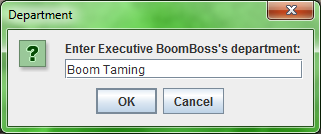 Department
Enter Executive BoomBoss's department:
Boom Taming
OK Cancel